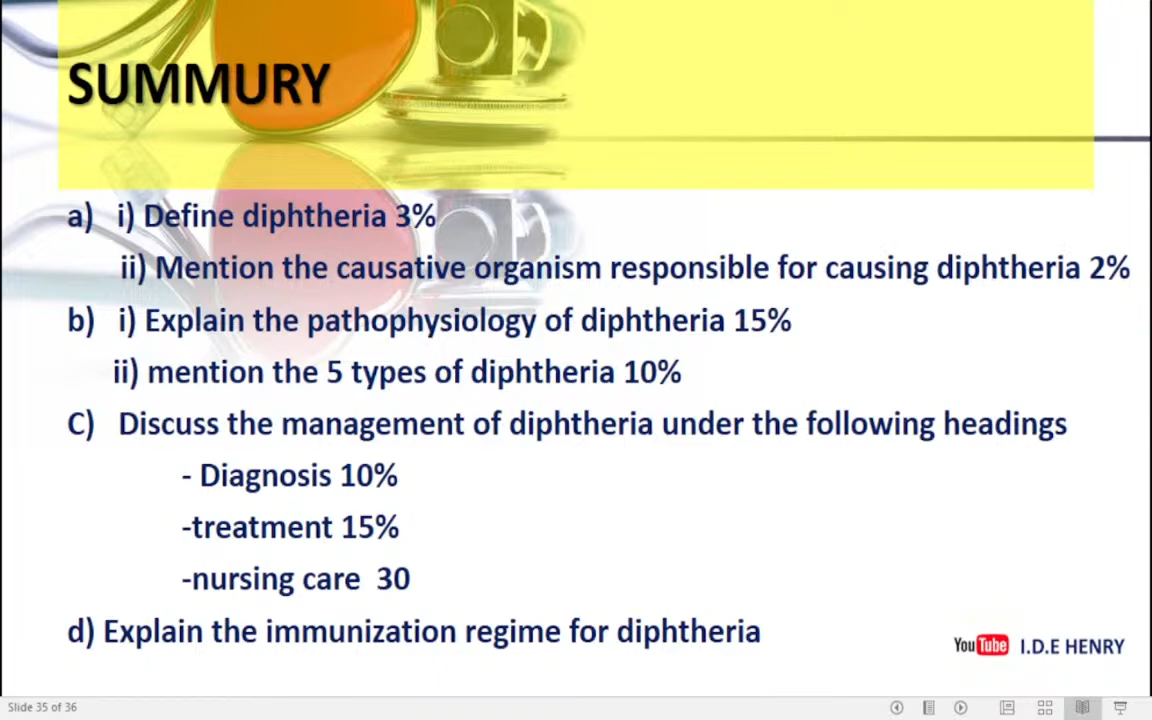 SUMMURY
a) i) Define diphtheria 3%
ii) Mention the causative organism responsible for causing diphtheria 2%
b) i) Explain the pathophysiology of diphtheria 15%
ii) mention the 5 types of diphtheria 10%
C) Discuss the management of diphtheria under the following headings
- Diagnosis 10%
-treatment 15%
-nursing care 30
d) Explain the immunization regime for diphtheria
YouTube I.D.E HENRY
Slide 35 of 36